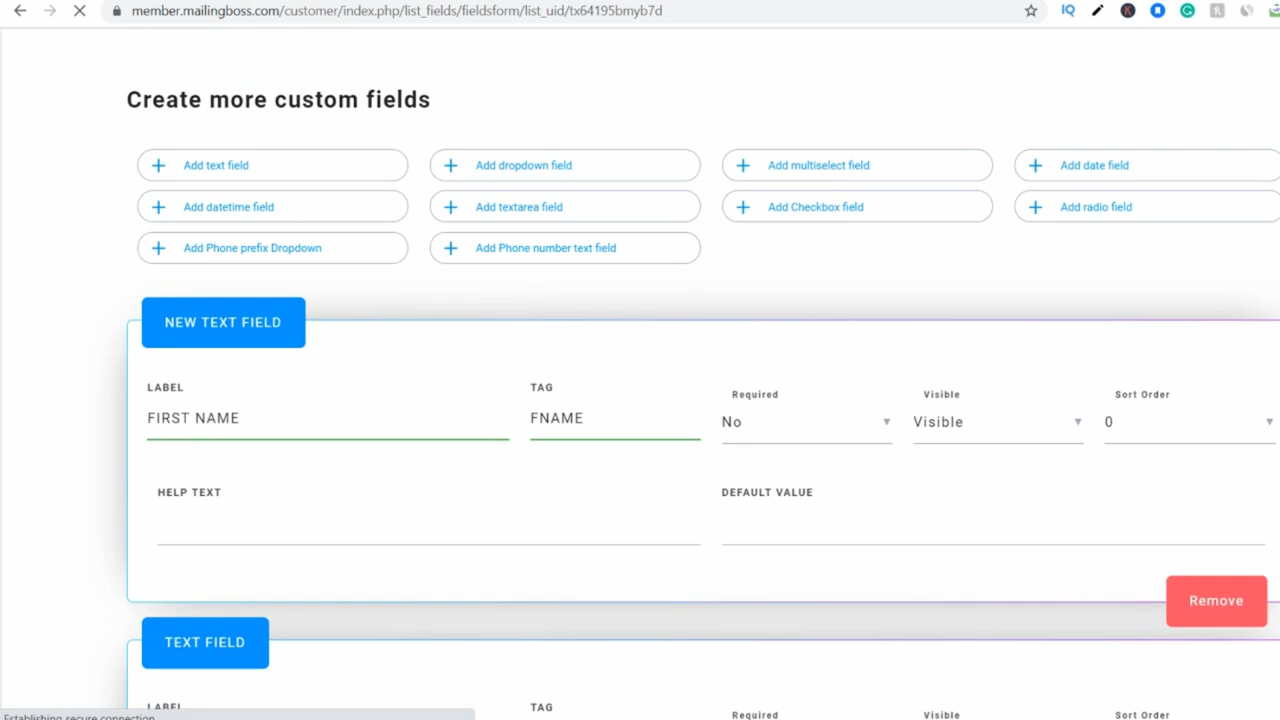 member.mailingboss.com/customer/index.php/list_fields/fieldsform/list_uid/tx64195bmyb7d
IQ
Create more custom fields
+ Add text field
+ Add dropdown field
+ Add multiselect field
+ Add date field
+ Add datetime field
+ Add textarea field
+ Add Checkbox field
+ Add radio field
+ Add Phone prefix Dropdown
+ Add Phone number text field
NEW TEXT FIELD
LABEL
TAG
Required
Visible
Sort Order
FIRST NAME
FNAME
No
Visible
0
HELP TEXT
DEFAULT VALUE
Remove
TEXT FIELD
LABEL
TAG
Required
Visible
Sort Order
Establishing secure connection